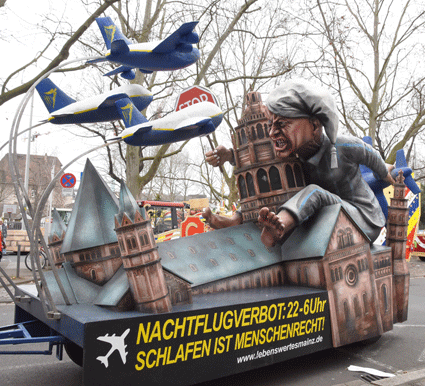 STOP
NACHTFLUGVERBOT: 22-6Uhr
SCHLAFEN IST MENSCHENRECHT!
www.lebenswertesmainz.de